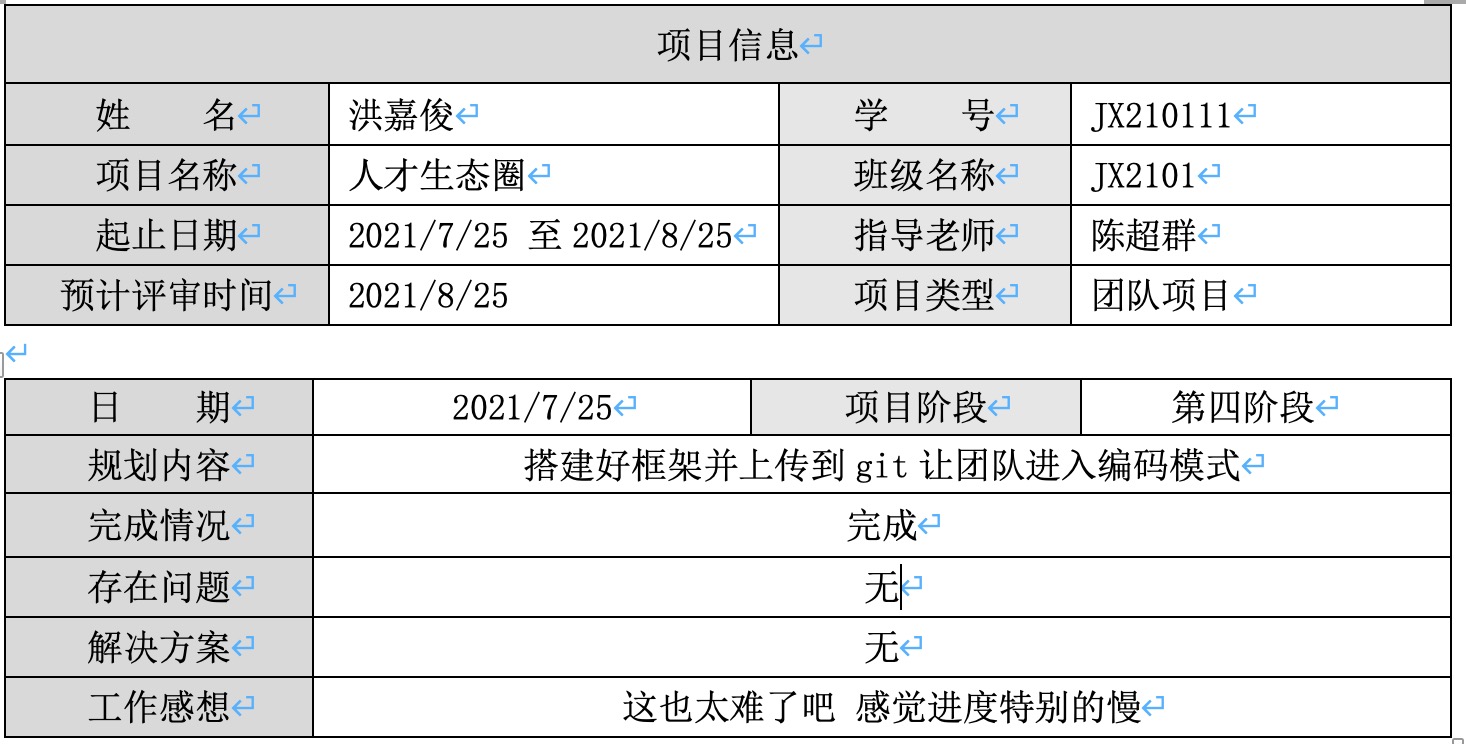 项目信息
姓 名 洪嘉俊 学 号 JX210111
项目名称 人才生态圈 班级名称 JX2101
起止日期 2021/7/25 至 2021/8/25 指导老师 陈超群
预计评审时间 2021/8/25 项目类型 团队项目
日 期 2021/7/25 项目阶段 第四阶段
规划内容 搭建好框架并上传到 git 让团队进入编码模式
完成情况 完成
存在问题 无
解决方案 无
工作感想 这也太难了吧 感觉进度特别的慢